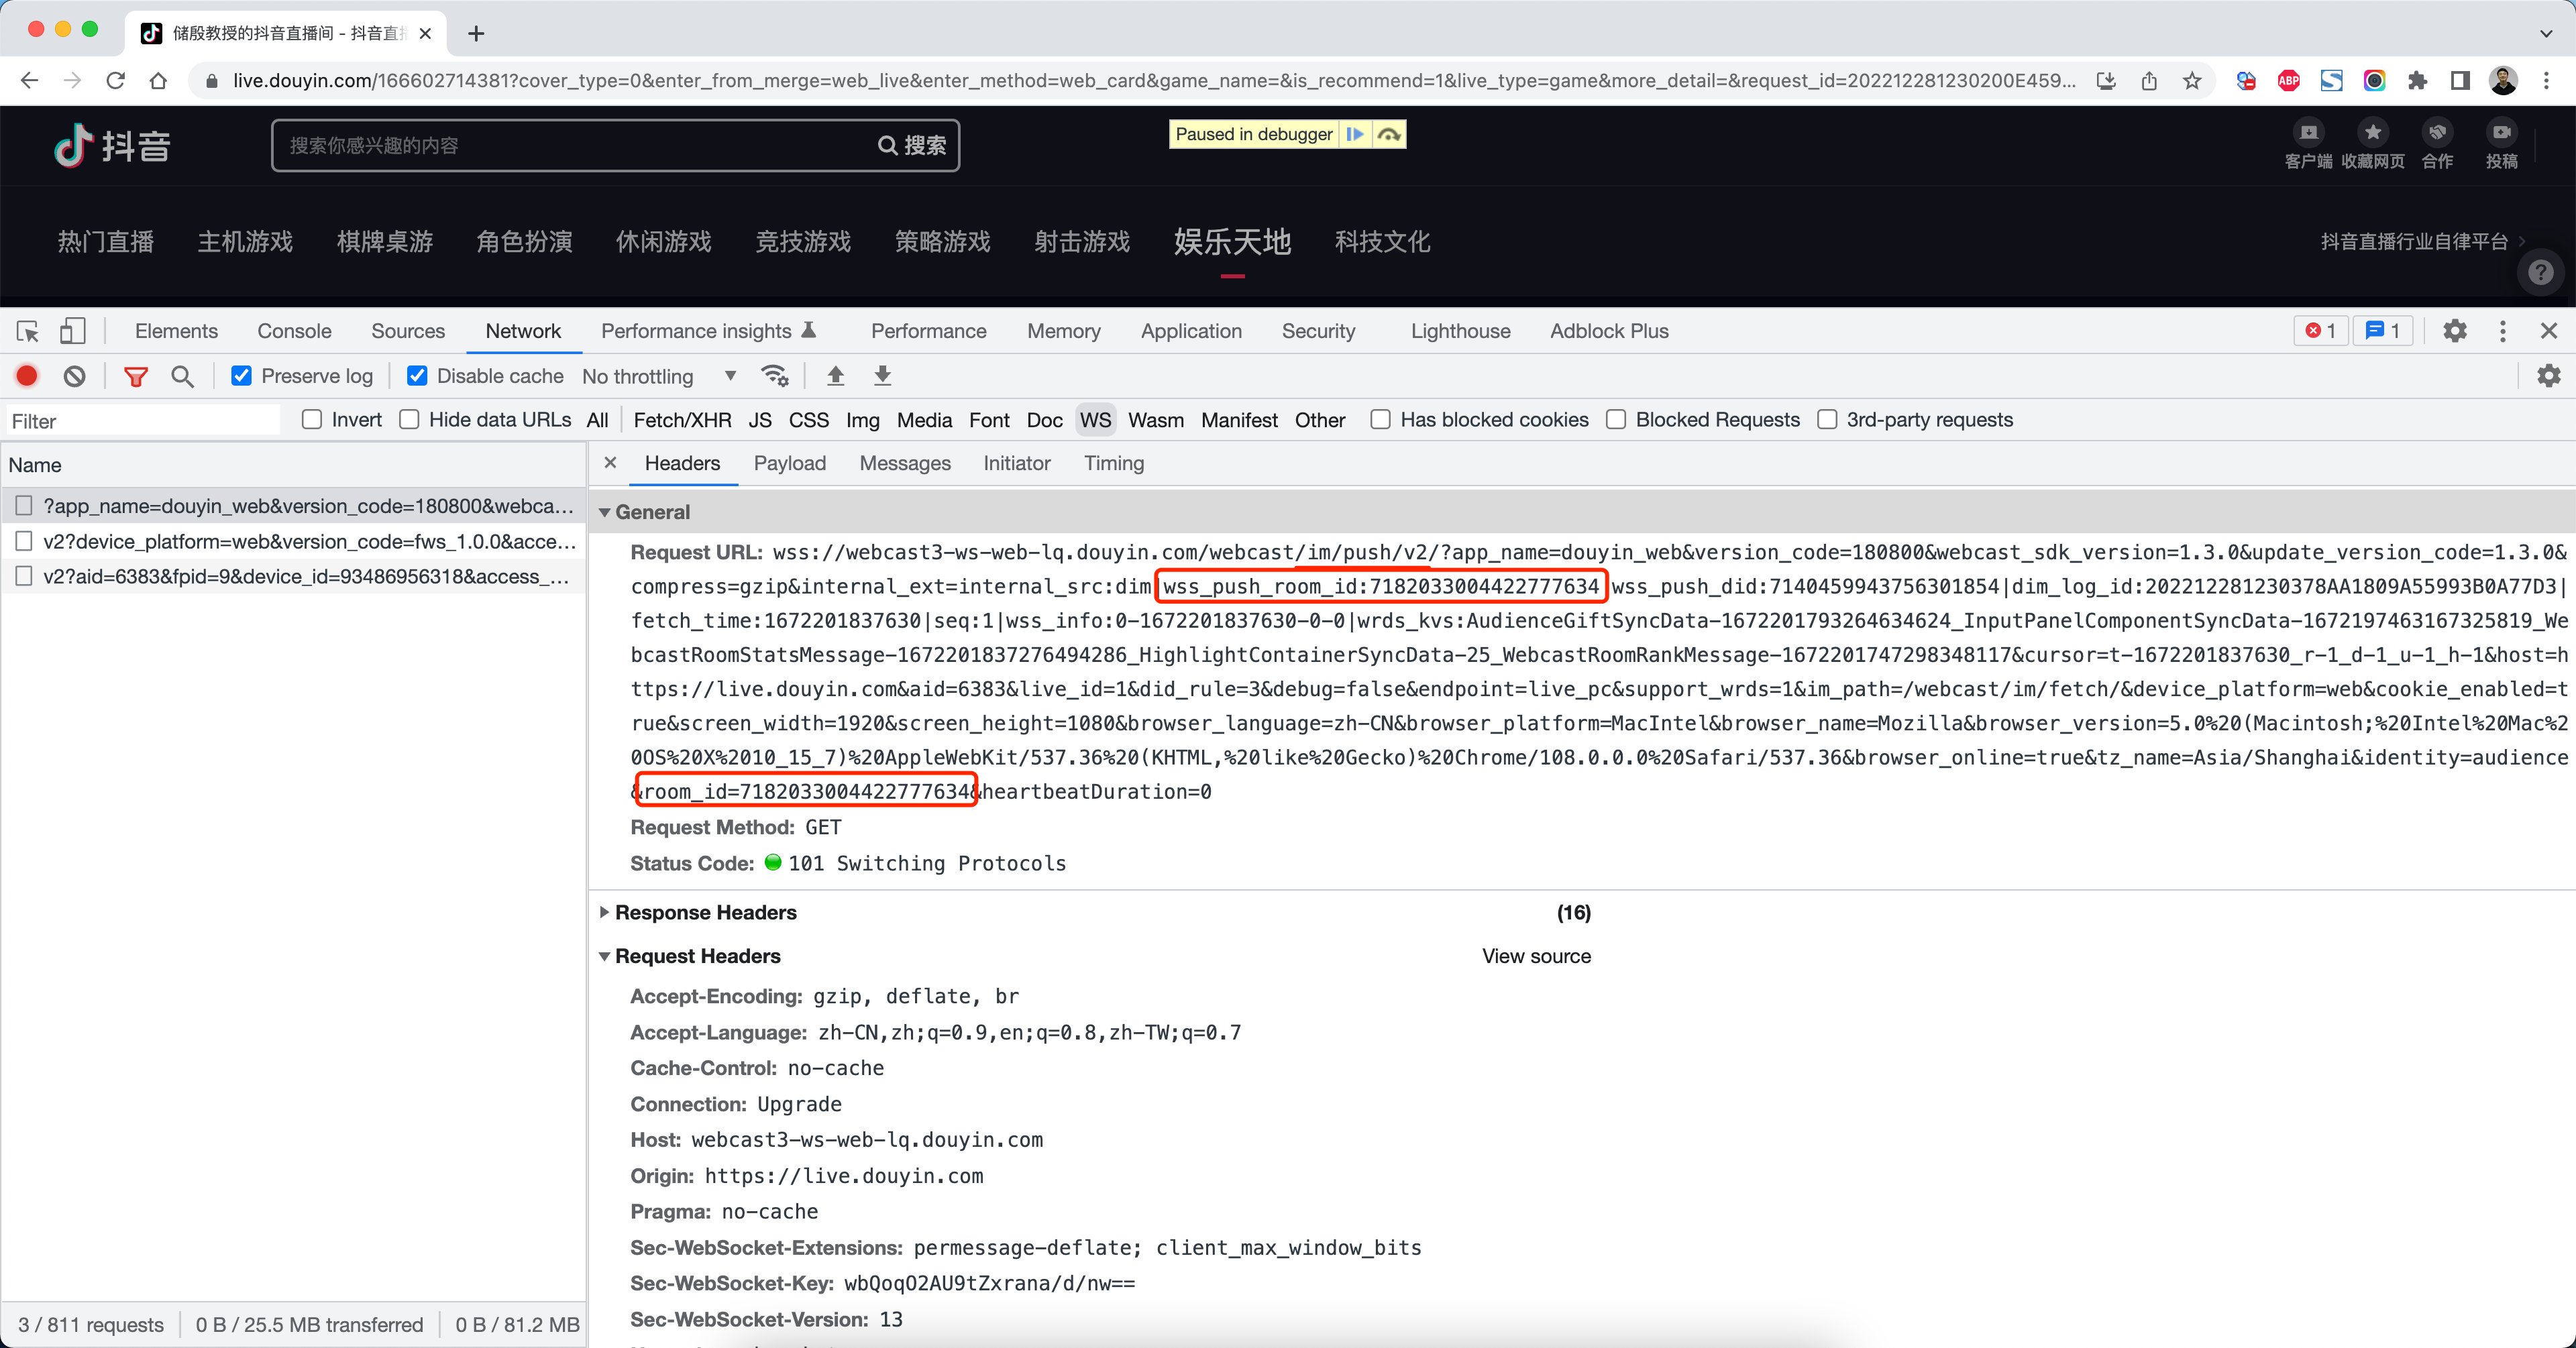 储殷教授的抖音直播间 - 抖音直
live.douyin.com/166602714381?cover_type=0&enter_from_merge=web_live&enter_method=web_card&game_name=&is_recommend=1&live_type=game&more_detail=&request_id=202212281230200E459...
ABP
抖音
搜索你感兴趣的内容
搜索
Paused in debugger
客户端 收藏网页 合作 投稿
热门直播 主机游戏 棋牌桌游 角色扮演 休闲游戏 竞技游戏 策略游戏 射击游戏 娱乐天地 科技文化
抖音直播行业自律平台
Elements Console Sources Network Performance insights Performance Memory Application Security Lighthouse Adblock Plus 1 1
Preserve log Disable cache No throttling
Filter Invert Hide data URLs All Fetch/XHR JS CSS Img Media Font Doc WS Wasm Manifest Other Has blocked cookies Blocked Requests 3rd-party requests
Name
?app_name=douyin_web&version_code=180800&webca...
v2?device_platform=web&version_code=fws_1.0.0&acce...
v2?aid=6383&fpid=9&device_id=93486956318&access_...
Headers Payload Messages Initiator Timing
General
Request URL: wss://webcast3-ws-web-lq.douyin.com/webcast/im/push/v2/?app_name=douyin_web&version_code=180800&webcast_sdk_version=1.3.0&update_version_code=1.3.0&
compress=gzip&internal_ext=internal_src:dim|wss_push_room_id:7182033004422777634|wss_push_did:7140459943756301854|dim_log_id:202212281230378AA1809A55993B0A77D3|
fetch_time:1672201837630|seq:1|wss_info:0-1672201837630-0-0|wrds_kvs:AudienceGiftSyncData-1672201793264634624_InputPanelComponentSyncData-1672197463167325819_We
bcastRoomStatsMessage-1672201837276494286_HighlightContainerSyncData-25_WebcastRoomRankMessage-1672201747298348117&cursor=t-1672201837630_r-1_d-1_u-1_h-1&host=h
ttps://live.douyin.com&aid=6383&live_id=1&did_rule=3&debug=false&endpoint=live_pc&support_wrds=1&im_path=/webcast/im/fetch/&device_platform=web&cookie_enabled=t
rue&screen_width=1920&screen_height=1080&browser_language=zh-CN&browser_platform=MacIntel&browser_name=Mozilla&browser_version=5.0%20(Macintosh;%20Intel%20Mac%2
0OS%20X%2010_15_7)%20AppleWebKit/537.36%20(KHTML,%20like%20Gecko)%20Chrome/108.0.0.0%20Safari/537.36&browser_online=true&tz_name=Asia/Shanghai&identity=audience
&room_id=7182033004422777634&heartbeatDuration=0
Request Method: GET
Status Code: 101 Switching Protocols
Response Headers (16)
Request Headers View source
Accept-Encoding: gzip, deflate, br
Accept-Language: zh-CN,zh;q=0.9,en;q=0.8,zh-TW;q=0.7
Cache-Control: no-cache
Connection: Upgrade
Host: webcast3-ws-web-lq.douyin.com
Origin: https://live.douyin.com
Pragma: no-cache
Sec-WebSocket-Extensions: permessage-deflate; client_max_window_bits
Sec-WebSocket-Key: wbQoqO2AU9tZxrana/d/nw==
Sec-WebSocket-Version: 13
3 / 811 requests 0 B / 25.5 MB transferred 0 B / 81.2 MB